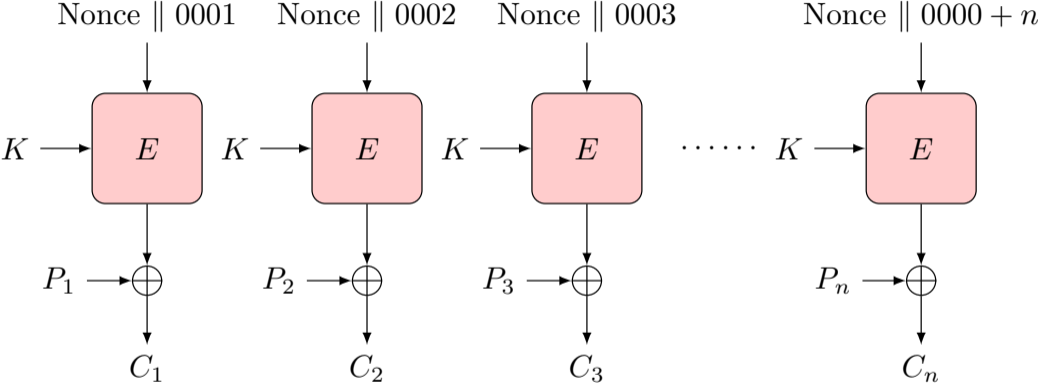 Nonce ∥ 0001 Nonce ∥ 0002 Nonce ∥ 0003 Nonce ∥ 0000 + n
K E K E K E ······ K E
P₁ P₂ P₃ Pₙ
C₁ C₂ C₃ Cₙ